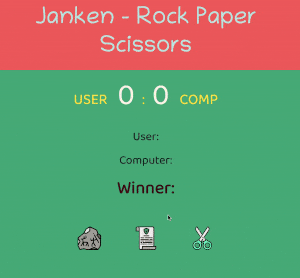 Janken - Rock Paper
Scissors
USER 0 : 0 COMP
User:
Computer:
Winner: